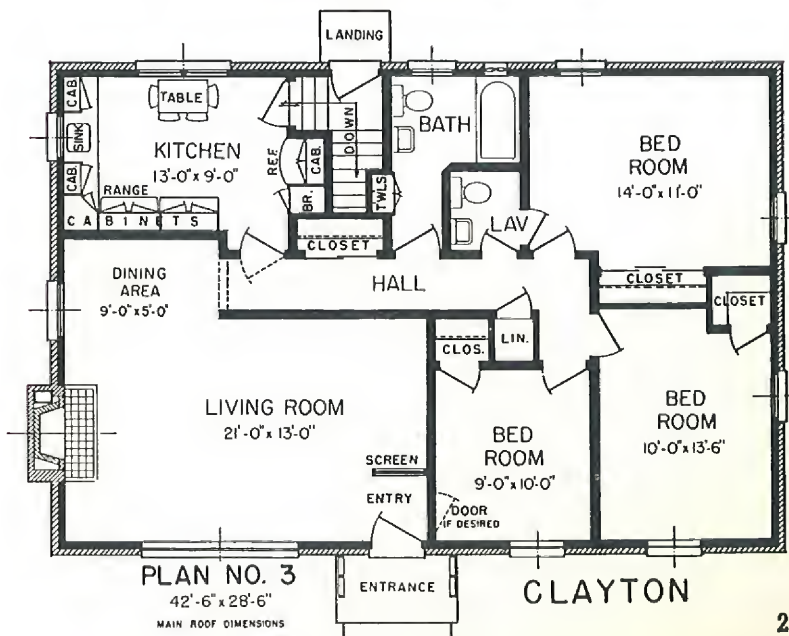 LANDING
CAB.
TABLE
SINK
KITCHEN
13'-0" x 9'-0"
CAB.
RANGE
CABINETS
REF.
CAB.
BR.
DOWN
TWLS
BATH
LAV
BED
ROOM
14'-0" x 11'-0"
CLOSET
CLOSET
CLOSET
HALL
DINING
AREA
9'-0" x 5'-0"
CLOS.
LIN.
LIVING ROOM
21'-0" x 13'-0"
SCREEN
ENTRY
BED
ROOM
9'-0" x 10'-0"
DOOR
IF DESIRED
BED
ROOM
10'-0" x 13'-6"
ENTRANCE
PLAN NO. 3
42'-6" x 28'-6"
MAIN ROOF DIMENSIONS
CLAYTON
2